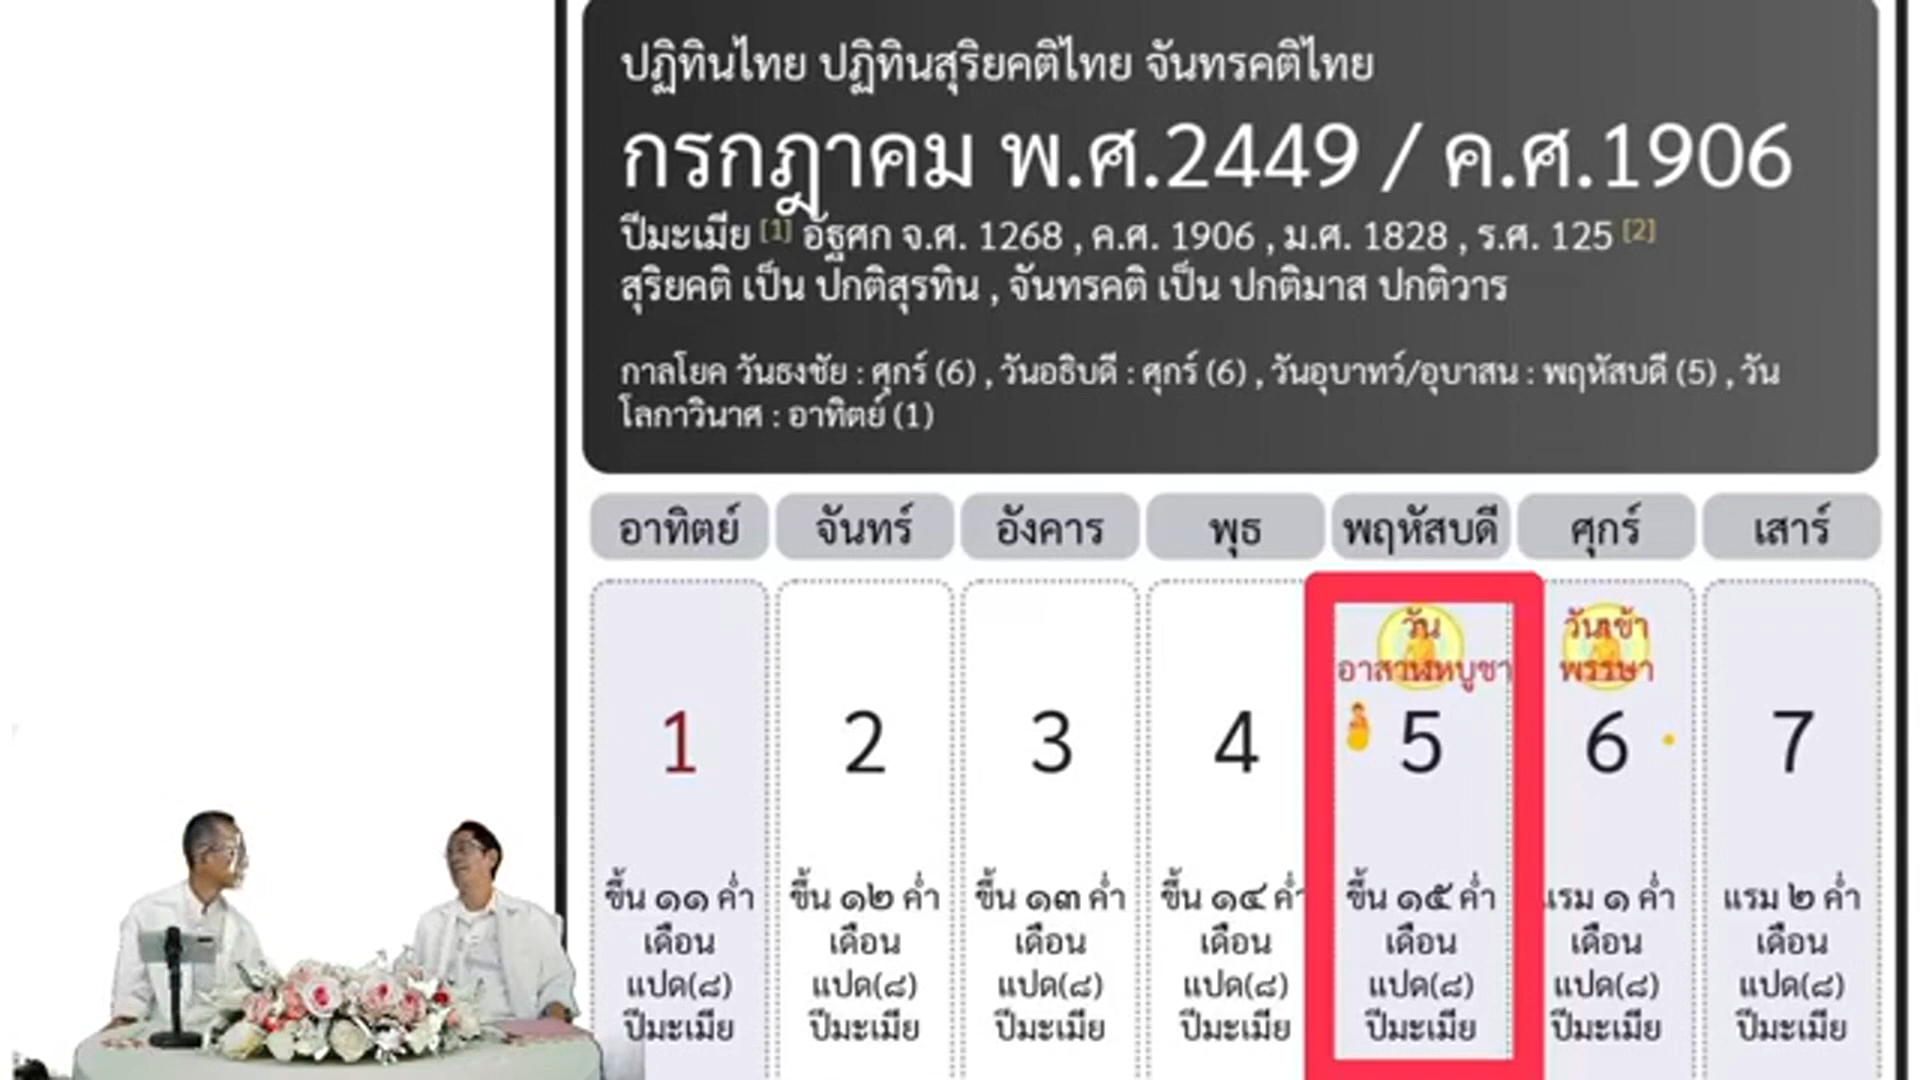 ปฏิทินไทย ปฏิทินสุริยคติไทย จันทรคติไทย
กรกฎาคม พ.ศ.2449 / ค.ศ.1906
ปีมะเมีย [1] อัฐศก จ.ศ. 1268 , ค.ศ. 1906 , ม.ศ. 1828 , ร.ศ. 125 [2]
สุริยคติ เป็น ปกติสุรทิน , จันทรคติ เป็น ปกติมาส ปกติวาร
กาลโยค วันธงชัย : ศุกร์ (6) , วันอธิบดี : ศุกร์ (6) , วันอุบาทว์/อุบาสน : พฤหัสบดี (5) , วัน
โลกาวินาศ : อาทิตย์ (1)
อาทิตย์ จันทร์ อังคาร พุธ พฤหัสบดี ศุกร์ เสาร์
1
ขึ้น ๑๑ ค่ำ
เดือน
แปด(๘)
ปีมะเมีย
2
ขึ้น ๑๒ ค่ำ
เดือน
แปด(๘)
ปีมะเมีย
3
ขึ้น ๑๓ ค่ำ
เดือน
แปด(๘)
ปีมะเมีย
4
ขึ้น ๑๔ ค่ำ
เดือน
แปด(๘)
ปีมะเมีย
วัน
อาสาฬหบูชา
5
ขึ้น ๑๕ ค่ำ
เดือน
แปด(๘)
ปีมะเมีย
วันเข้า
พรรษา
6
แรม ๑ ค่ำ
เดือน
แปด(๘)
ปีมะเมีย
7
แรม ๒ ค่ำ
เดือน
แปด(๘)
ปีมะเมีย